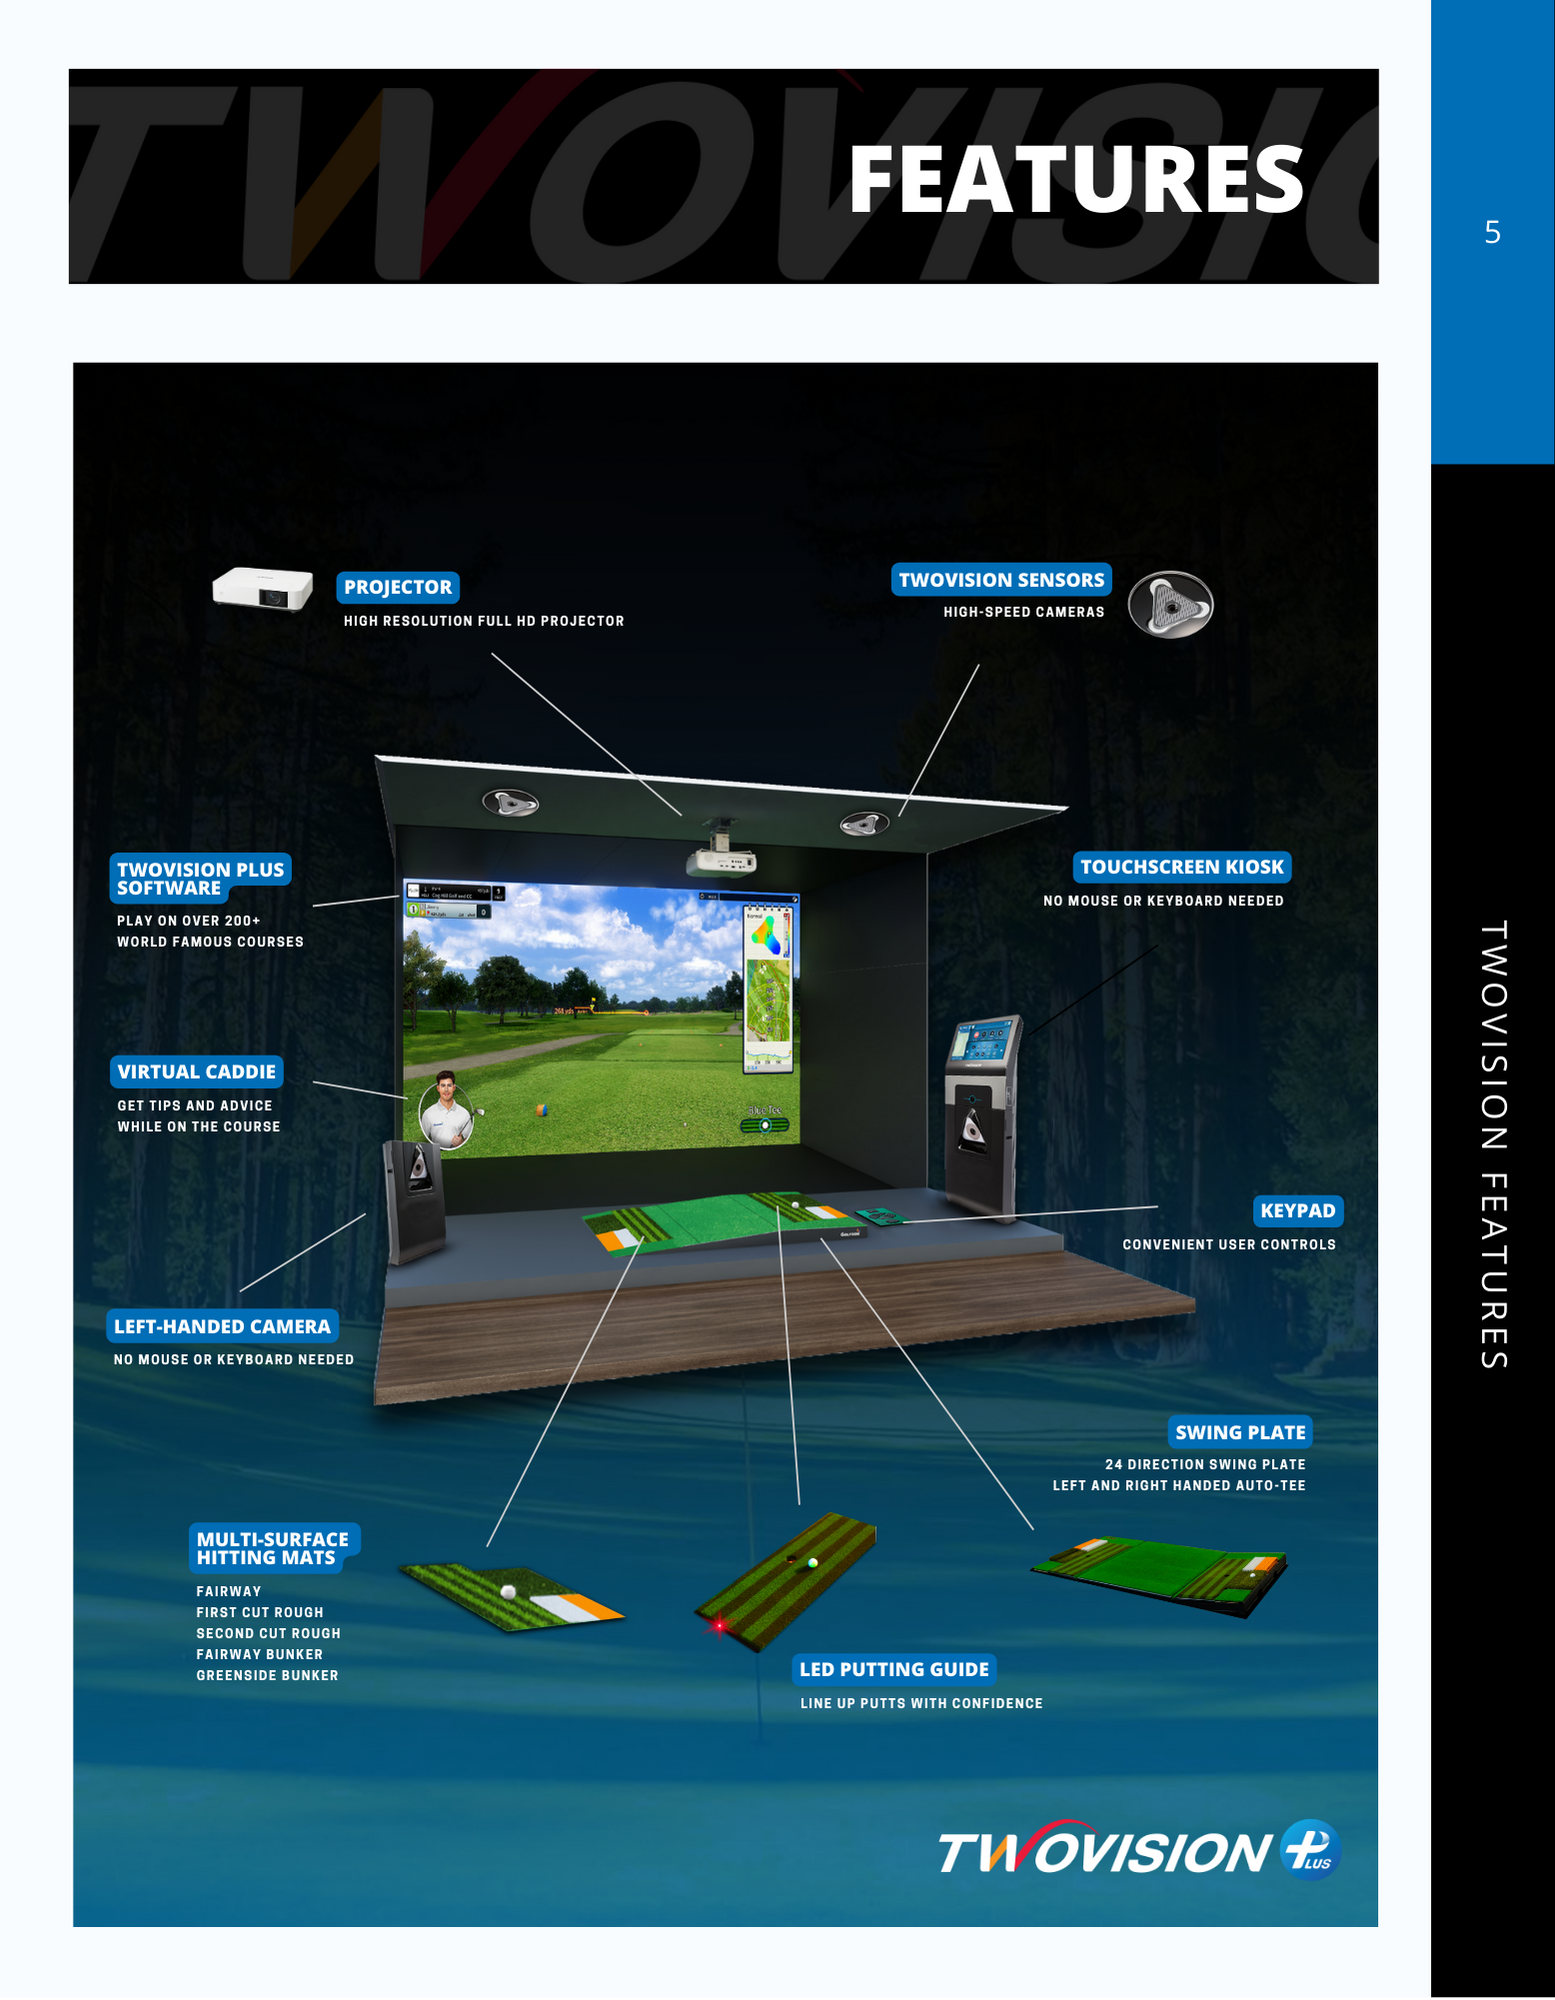 TWOVISIO
FEATURES
5
PROJECTOR
HIGH RESOLUTION FULL HD PROJECTOR
TWOVISION SENSORS
HIGH-SPEED CAMERAS
TWOVISION PLUS
SOFTWARE
PLAY ON OVER 200+
WORLD FAMOUS COURSES
TOUCHSCREEN KIOSK
NO MOUSE OR KEYBOARD NEEDED
VIRTUAL CADDIE
GET TIPS AND ADVICE
WHILE ON THE COURSE
Normal
Blue Tee
KEYPAD
CONVENIENT USER CONTROLS
LEFT-HANDED CAMERA
NO MOUSE OR KEYBOARD NEEDED
SWING PLATE
24 DIRECTION SWING PLATE
LEFT AND RIGHT HANDED AUTO-TEE
MULTI-SURFACE
HITTING MATS
FAIRWAY
FIRST CUT ROUGH
SECOND CUT ROUGH
FAIRWAY BUNKER
GREENSIDE BUNKER
LED PUTTING GUIDE
LINE UP PUTTS WITH CONFIDENCE
TWOVISION PLUS
TWOVISION FEATURES